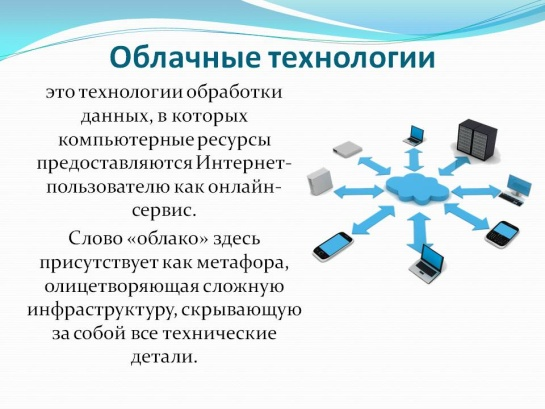 Облачные технологии
это технологии обработки
данных, в которых
компьютерные ресурсы
предоставляются Интернет-
пользователю как онлайн-
сервис.
Слово «облако» здесь
присутствует как метафора,
олицетворяющая сложную
инфраструктуру, скрывающую
за собой все технические
детали.